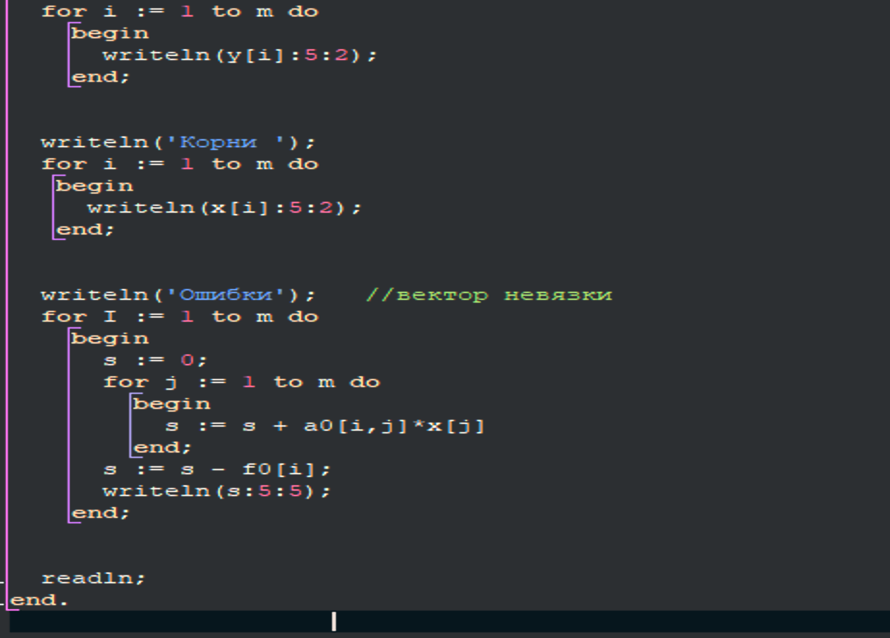 for i := 1 to m do
begin
writeln(y[i]:5:2);
end;
writeln('Корни ');
for i := 1 to m do
begin
writeln(x[i]:5:2);
end;
writeln('Ошибки'); //вектор невязки
for I := 1 to m do
begin
s := 0;
for j := 1 to m do
begin
s := s + a0[i,j]*x[j]
end;
s := s - f0[i];
writeln(s:5:5);
end;
readln;
end.